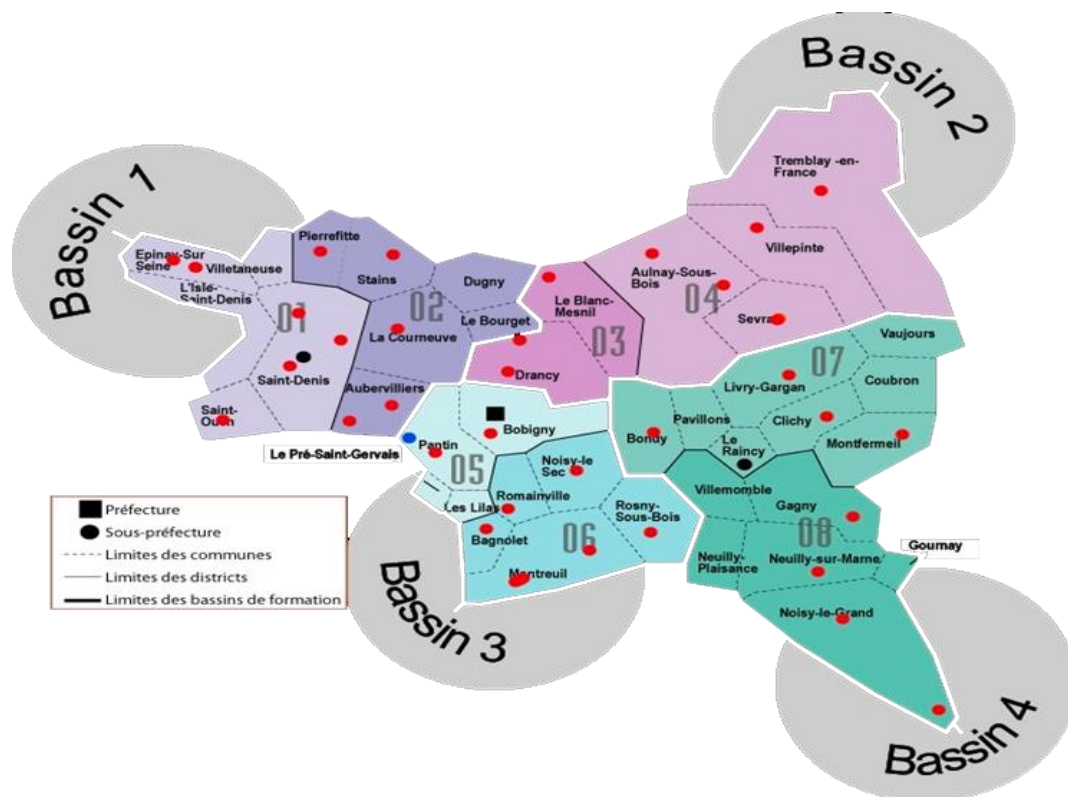 Bassin 1
Bassin 2
Tremblay -en-
France
Villepinte
Epinay-Sur
Seine
Villetaneuse
L'Isle-
Saint-Denis
01
Saint-Denis
Saint-
Ouen
Pierrefitte
Stains
Dugny
02
Le Bourget
La Courneuve
Aubervilliers
Le Blanc-
Mesnil
03
Drancy
Aulnay-Sous-
Bois
04
Sevran
Vaujours
07
Coubron
Livry-Gargan
Clichy
Montfermeil
Pavillons
Bondy
Le
Raincy
Le Pré-Saint-Gervais
Pantin
Bobigny
05
Les Lilas
Noisy-le
Sec
Romainville
Rosny-
Sous-Bois
Bagnolet
06
Montreuil
Villemomble
Gagny
08
Neuilly-
Plaisance
Neuilly-sur-Marne
Gournay
Noisy-le-Grand
Préfecture
Sous-préfecture
Limites des communes
Limites des districts
Limites des bassins de formation
Bassin 3
Bassin 4